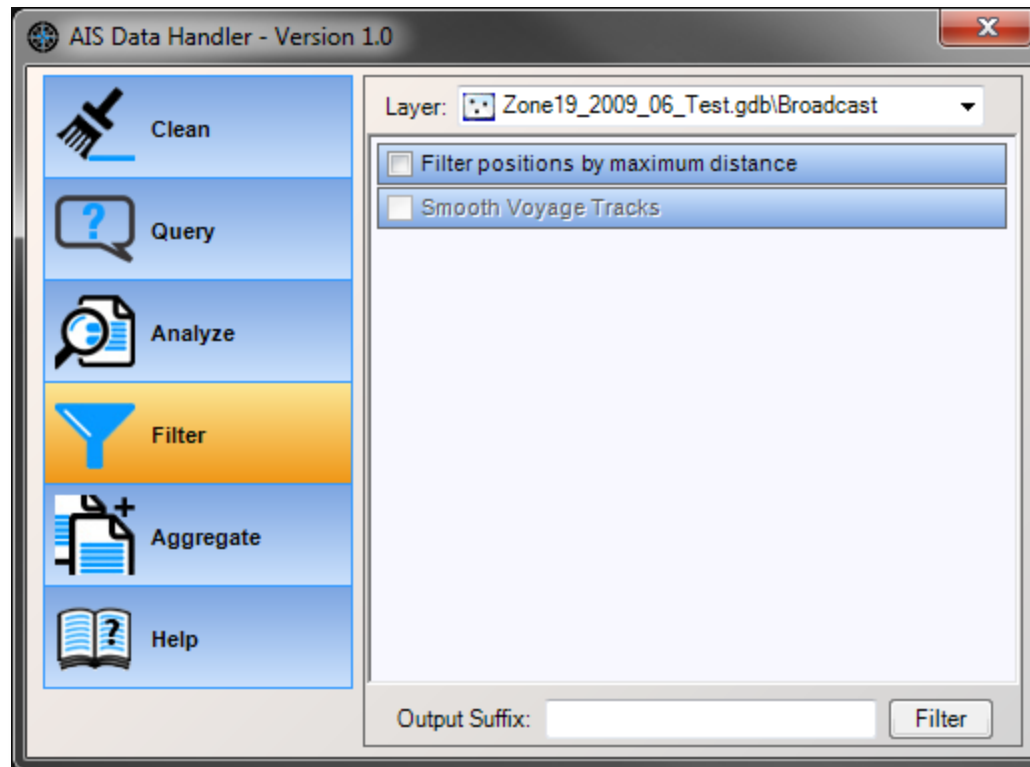 AIS Data Handler - Version 1.0
Clean
Query
Analyze
Filter
Aggregate
Help
Layer: Zone19_2009_06_Test.gdb\Broadcast
Filter positions by maximum distance
Smooth Voyage Tracks
Output Suffix: Filter